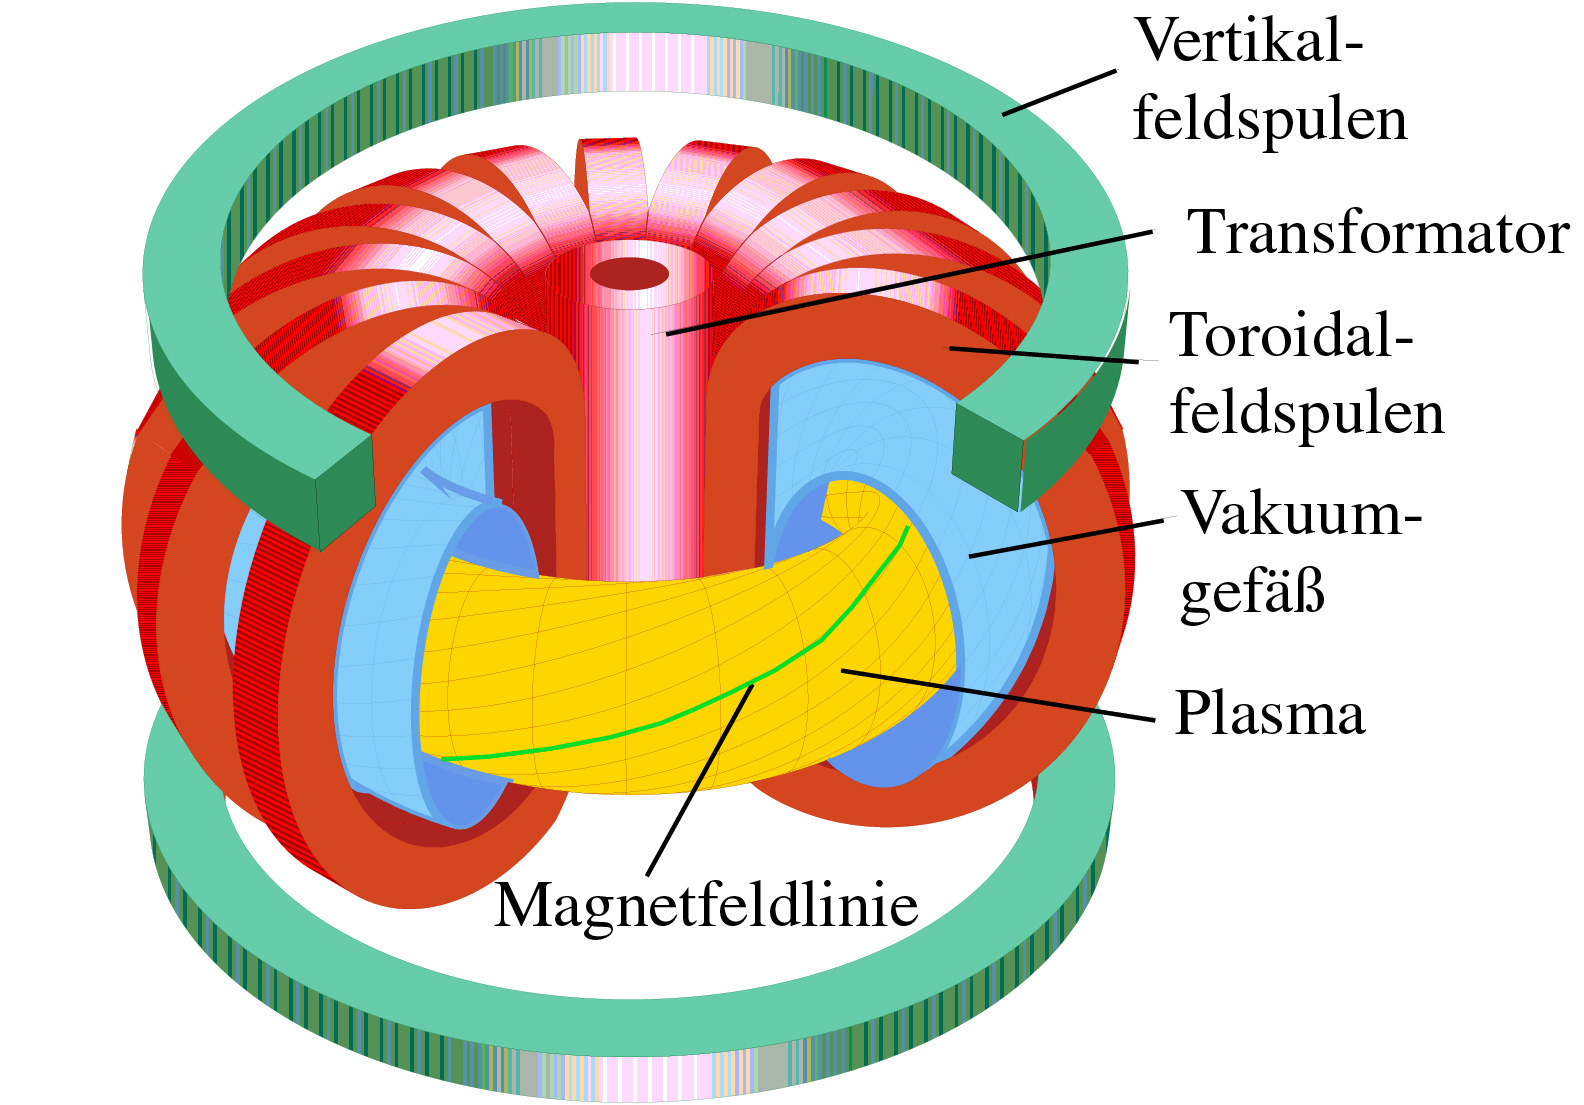 Vertikal-
feldspulen
Transformator
Toroidal-
feldspulen
Vakuum-
gefäß
Plasma
Magnetfeldlinie